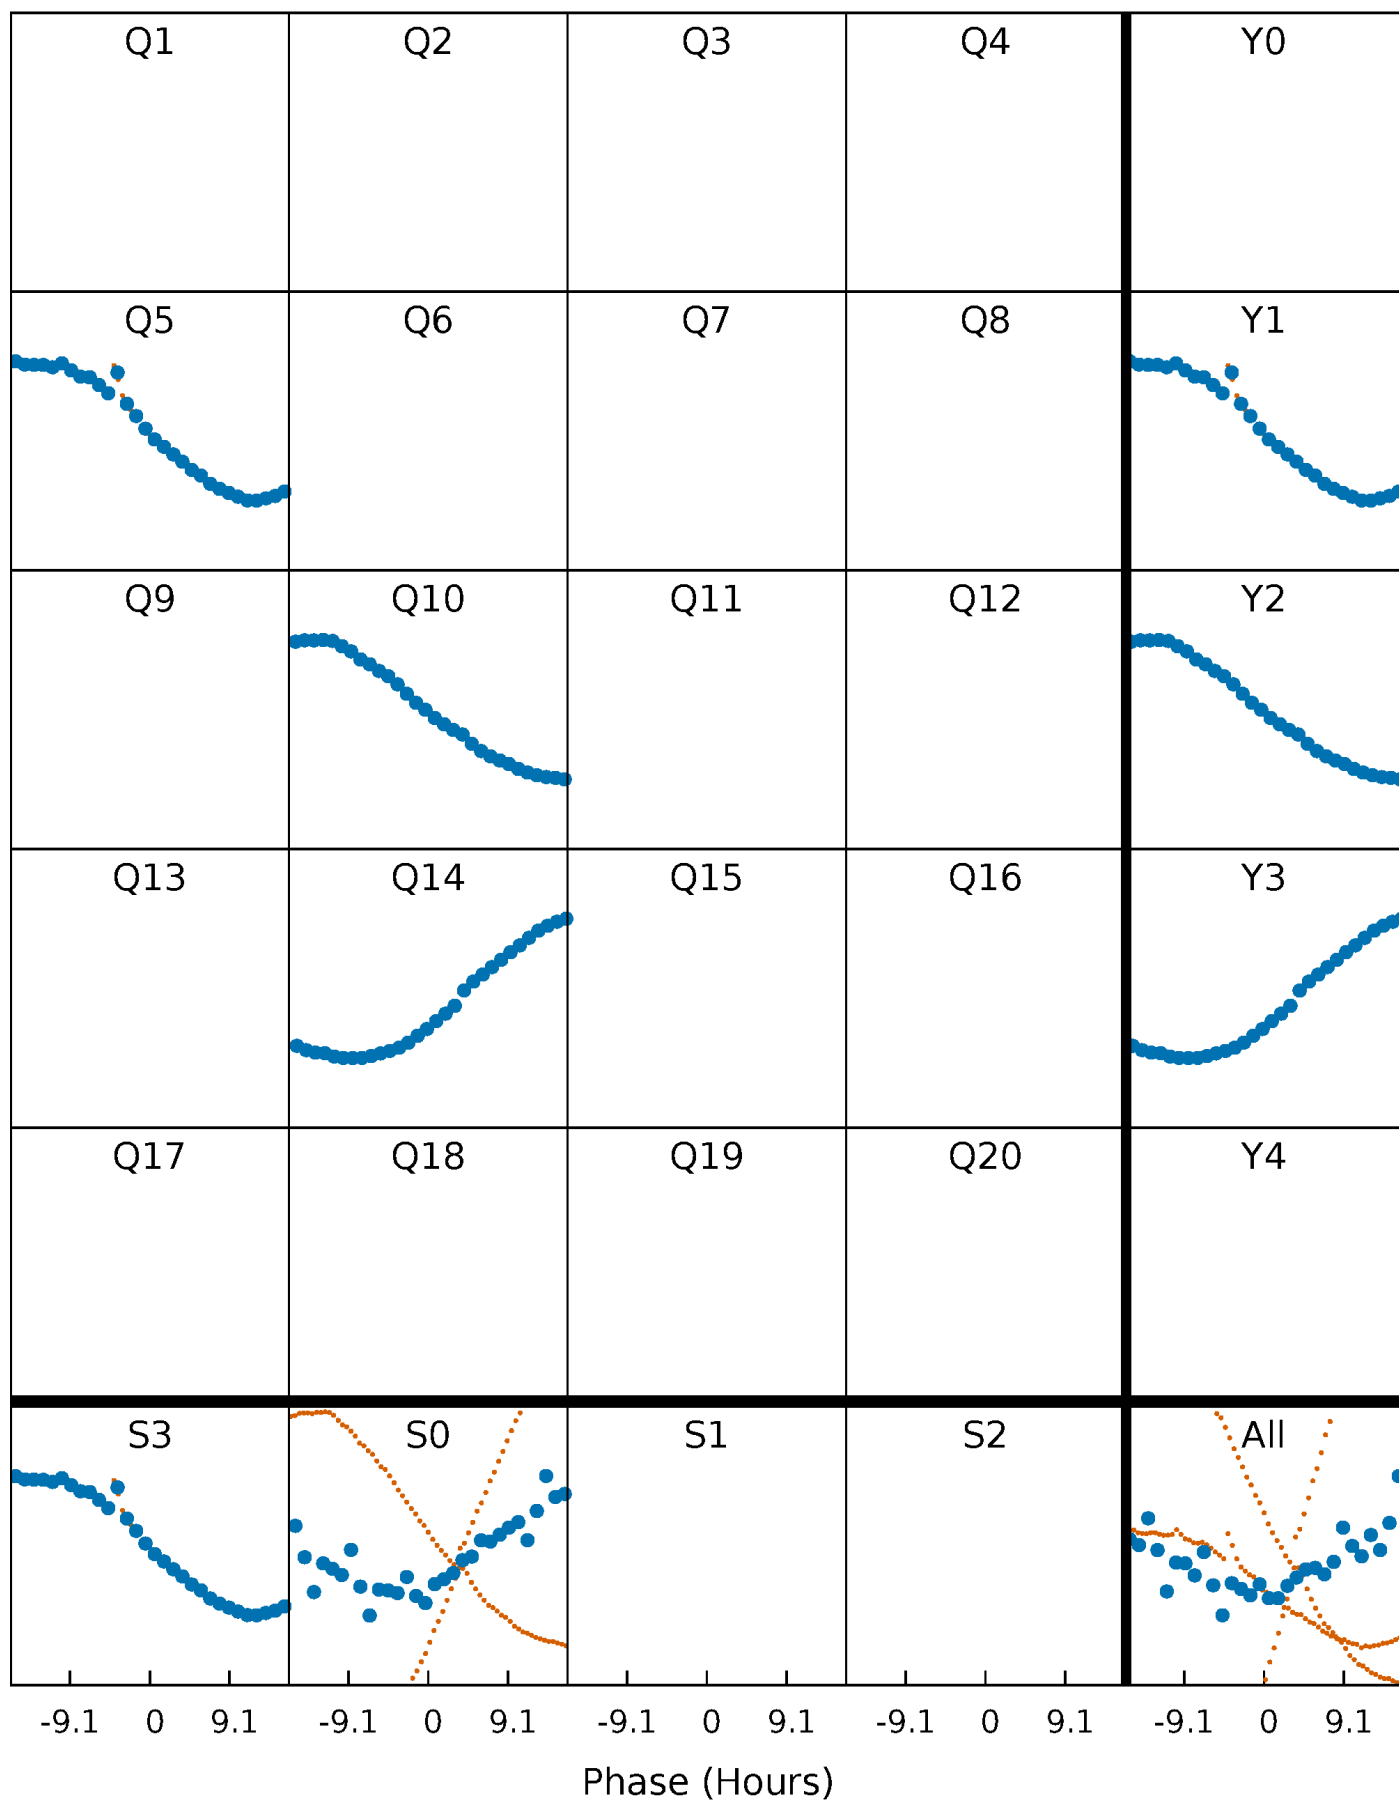 Q1 Q2 Q3 Q4 Y0
Q5 Q6 Q7 Q8 Y1
Q9 Q10 Q11 Q12 Y2
Q13 Q14 Q15 Q16 Y3
Q17 Q18 Q19 Q20 Y4
S3 S0 S1 S2 All
-9.1 0 9.1 -9.1 0 9.1 -9.1 0 9.1 -9.1 0 9.1 -9.1 0 9.1
Phase (Hours)